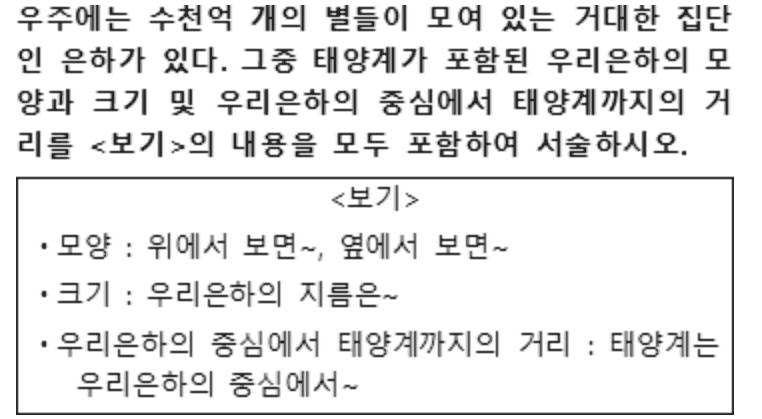 우주에는 수천억 개의 별들이 모여 있는 거대한 집단
인 은하가 있다. 그중 태양계가 포함된 우리은하의 모
양과 크기 및 우리은하의 중심에서 태양계까지의 거
리를 <보기>의 내용을 모두 포함하여 서술하시오.
<보기>
• 모양 : 위에서 보면~, 옆에서 보면~
• 크기 : 우리은하의 지름은~
• 우리은하의 중심에서 태양계까지의 거리 : 태양계는
우리은하의 중심에서~